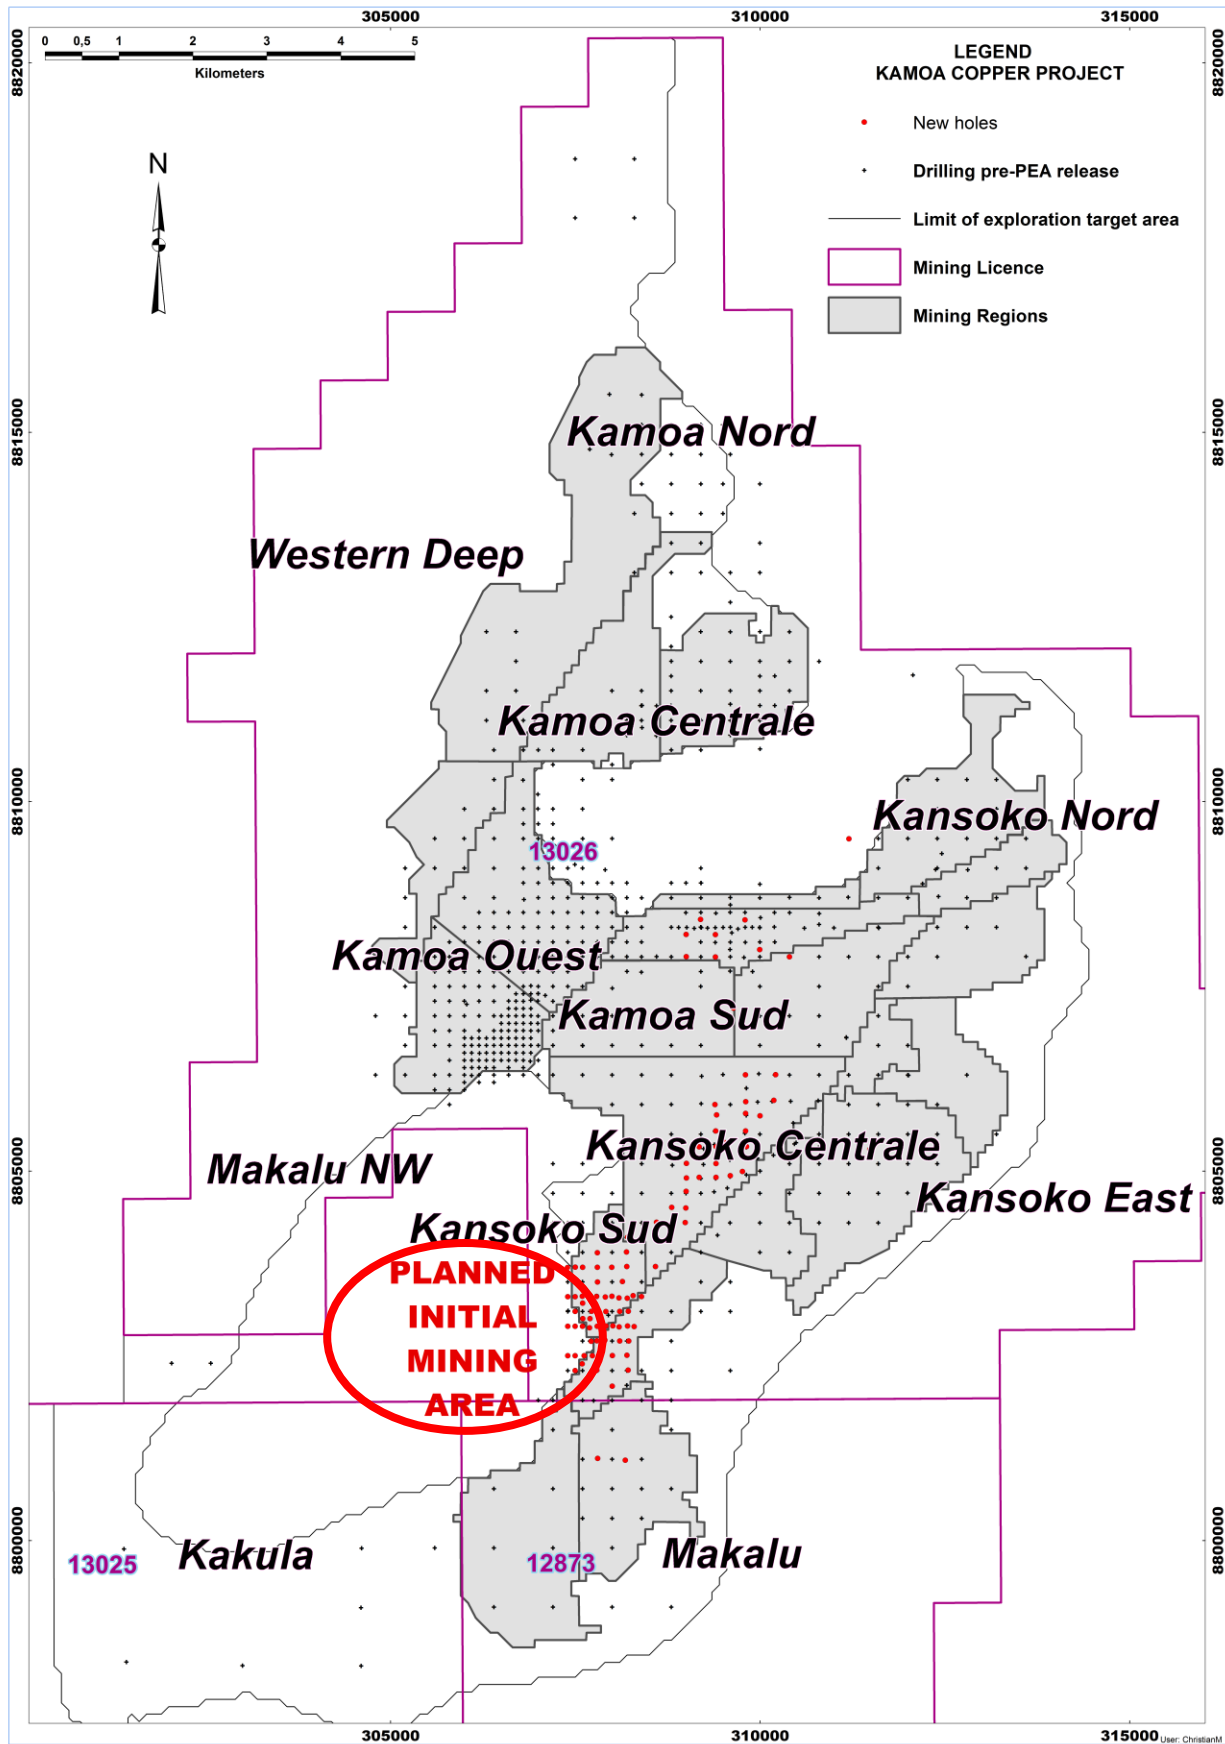 305000
310000
315000
0 0,5 1 2 3 4 5
Kilometers
8820000
8820000
LEGEND
KAMOA COPPER PROJECT
New holes
Drilling pre-PEA release
Limit of exploration target area
Mining Licence
Mining Regions
N
8815000
Kamoa Nord
8815000
Western Deep
Kamoa Centrale
8810000
Kansoko Nord
8810000
13026
Kamoa Ouest
Kamoa Sud
Kansoko Centrale
8805000
Makalu NW
8805000
Kansoko East
Kansoko Sud
PLANNED
INITIAL
MINING
AREA
8800000
Kakula
Makalu
8800000
13025
12873
305000
310000
315000
User: ChristianM